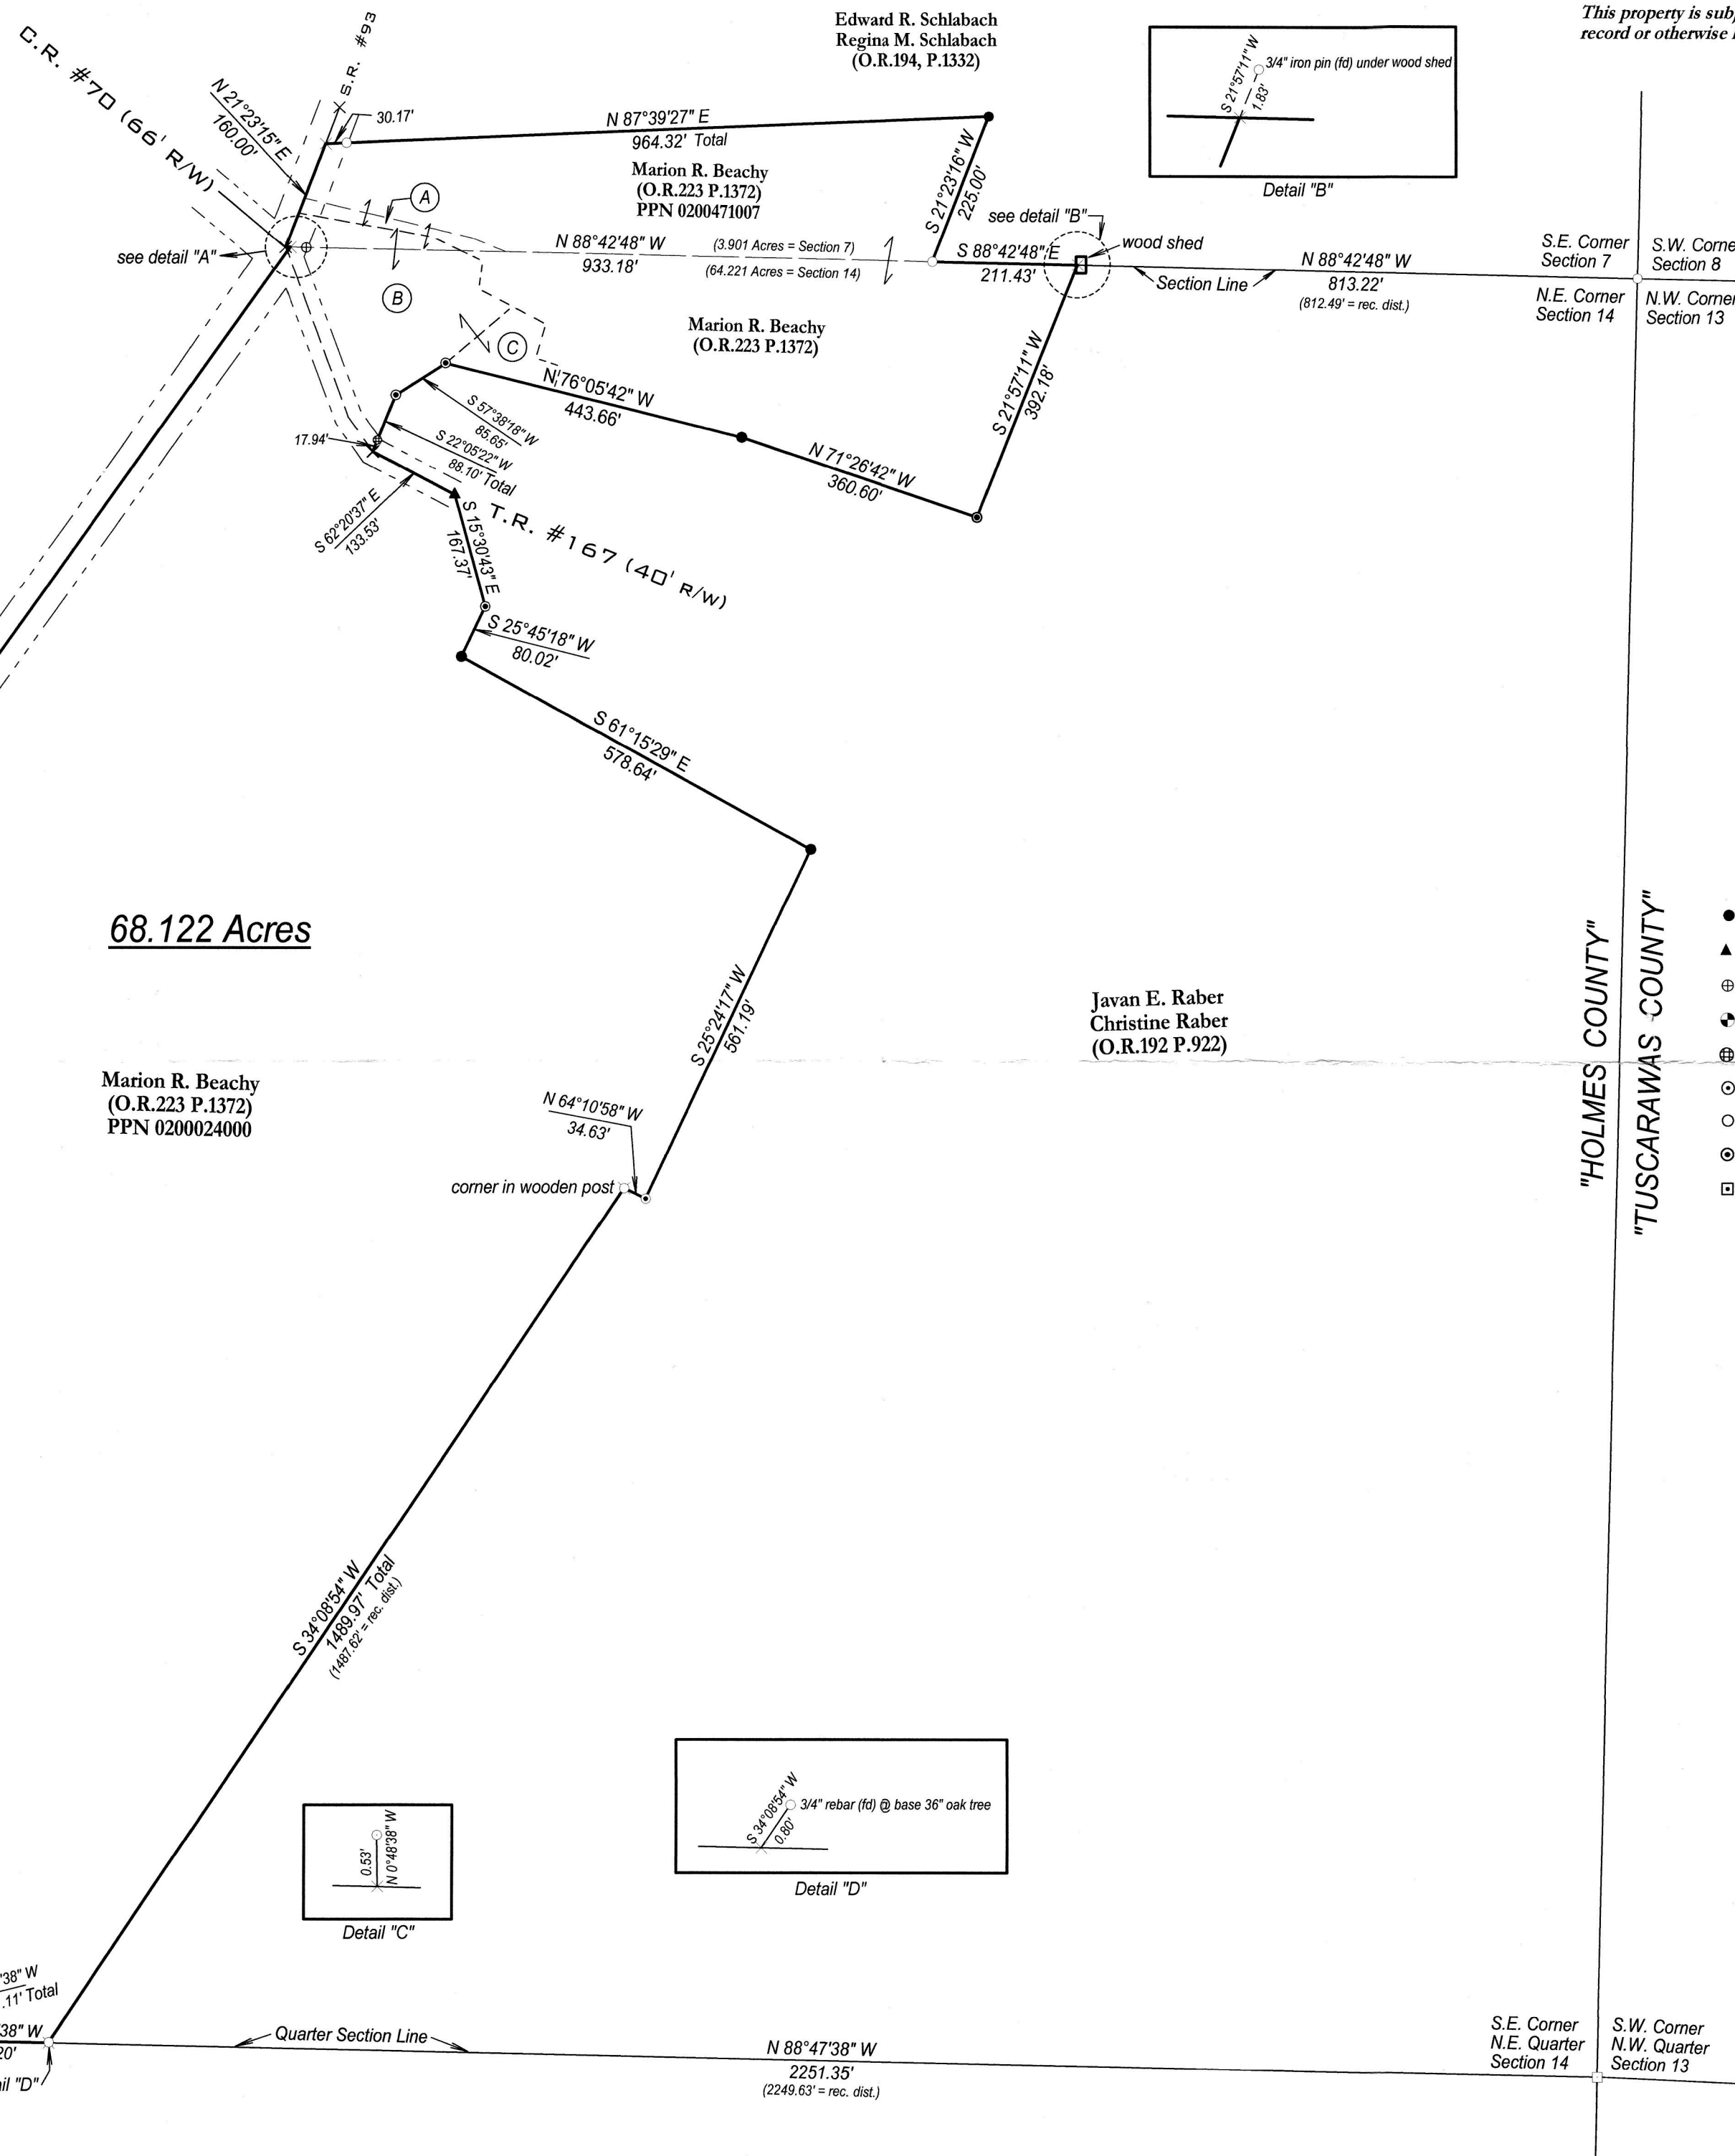 Edward R. Schlabach
Regina M. Schlabach
(O.R.194, P.1332)
This property is
record or otherwise
C.R. #70 (66' R/W)
S.R. #93
N 21°23'15" E
160.00'
30.17'
N 87°39'27" E
964.32' Total
Marion R. Beachy
(O.R.223 P.1372)
PPN 0200471007
S 21°23'16" W
225.00'
S 21°57'11" W
1.83'
3/4" iron pin (fd) under wood shed
Detail "B"
A
see detail "A"
B
N 88°42'48" W
933.18'
(3.901 Acres = Section 7)
(64.221 Acres = Section 14)
see detail "B"
wood shed
S 88°42'48" E
211.43'
Section Line
N 88°42'48" W
813.22'
(812.49' = rec. dist.)
S.E. Corner
Section 7
S.W.
Section 8
N.E. Corner
Section 14
N.W. Corner
Section 13
C
Marion R. Beachy
(O.R.223 P.1372)
N 76°05'42" W
443.66'
S 57°38'18" W
85.65'
S 22°05'22" W
88.10' Total
17.94'
S 62°20'37" E
133.53'
N 71°26'42" W
360.60'
S 21°57'11" W
392.18'
T.R. #167 (40' R/W)
S 15°30'43" E
167.37'
S 25°45'18" W
80.02'
S 61°15'29" E
578.64'
68.122 Acres
S 25°24'17" W
561.19'
Javan E. Raber
Christine Raber
(O.R.192 P.922)
"HOLMES COUNTY"
"TUSCARAWAS COUNTY"
Marion R. Beachy
(O.R.223 P.1372)
PPN 0200024000
N 64°10'58" W
34.63'
corner in wooden post
S 34°08'54" W
1489.97' Total
(1487.62' = rec. dist.)
0.53'
N 0°48'38" W
Detail "C"
S 34°08'54" W
0.80'
3/4" rebar (fd) @ base 36" oak tree
Detail "D"
'38" W
.11' Total
38" W
20'
"D"
Quarter Section Line
N 88°47'38" W
2251.35'
(2249.63' = rec. dist.)
S.E. Corner
N.E. Quarter
Section 14
S.W. Corner
N.W. Quarter
Section 13